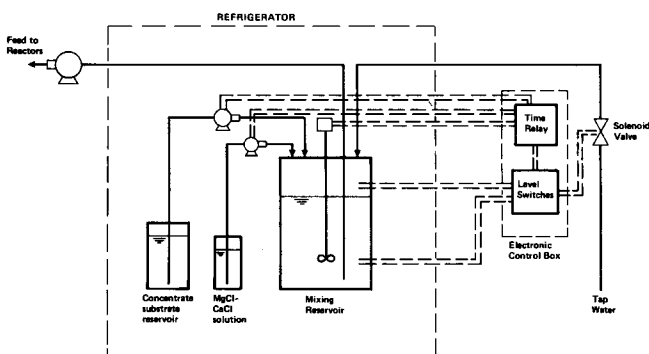 REFRIGERATOR
Feed to
Reactors
Time
Relay
Solenoid
Valve
Level
Switches
Electronic
Control Box
Concentrate
substrate
reservoir
MgCl-
CaCl
solution
Mixing
Reservoir
Tap
Water